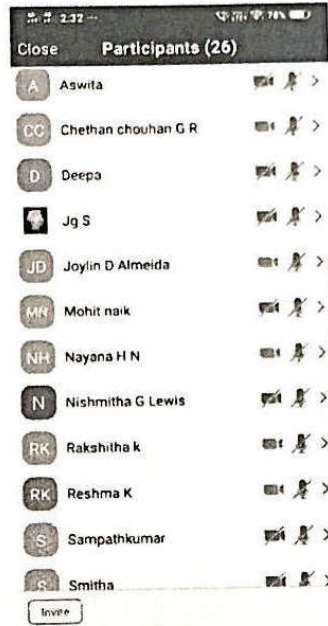 2:32
78%
Close Participants (26)
A Aswita
CC Chethan chouhan G R
D Deepa
Jg S
JD Joylin D Almeida
MN Mohit naik
NH Nayana H N
N Nishmitha G Lewis
RK Rakshitha k
RK Reshma K
S Sampathkumar
S Smitha
Invite